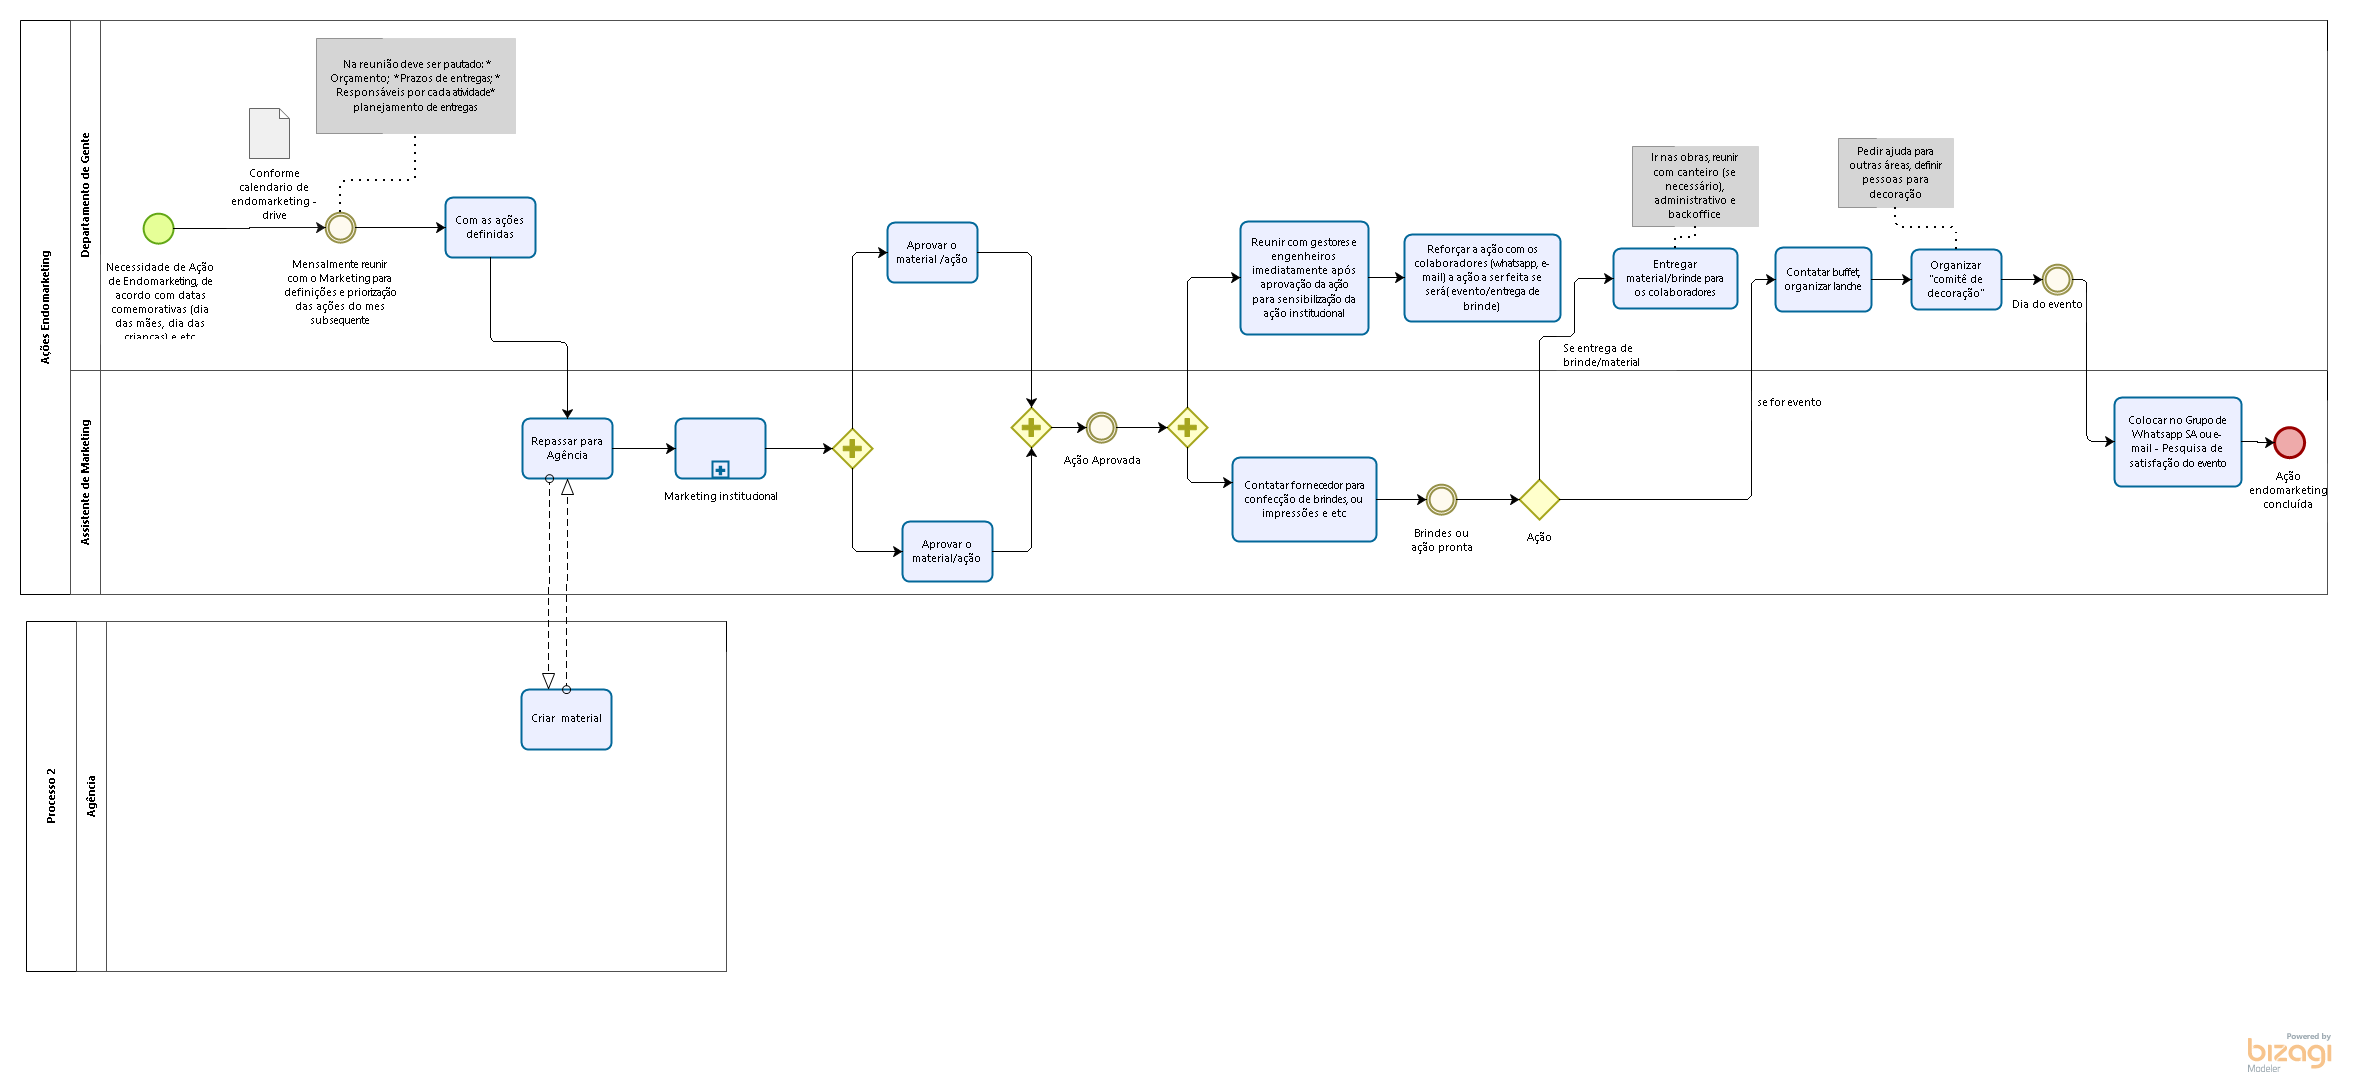 Ações Endomarketing
Departamento de Gente
Assistente de Marketing
Na reunião deve ser pautado: *
Orçamento; *Prazos de entregas; *
Responsáveis por cada atividade*
planejamento de entregas
Conforme
calendario de
endomarketing -
drive
Necessidade de Ação
de Endomarketing, de
acordo com datas
comemorativas (dia
das mães, dia das
crianças) e etc
Mensalmente reunir
com o Marketing para
definições e priorização
das ações do mes
subsequente
Com as ações
definidas
Repassar para
Agência
Marketing institucional
Aprovar o
material /ação
Aprovar o
material/ação
Ação Aprovada
Reunir com gestores e
engenheiros
imediatamente após
aprovação da ação
para sensibilização da
ação institucional
Reforçar a ação com os
colaboradores (whatsapp, e-
mail) a ação a ser feita se
será( evento/entrega de
brinde)
Contatar fornecedor para
confecção de brindes, ou
impressões e etc
Brindes ou
ação pronta
Ação
Se entrega de
brinde/material
se for evento
Ir nas obras, reunir
com canteiro (se
necessário),
administrativo e
backoffice
Entregar
material/brinde para
os colaboradores
Contatar buffet,
organizar lanche
Pedir ajuda para
outras áreas, definir
pessoas para
decoração
Organizar
"comitê de
decoração"
Dia do evento
Colocar no Grupo de
Whatsapp SA ou e-
mail - Pesquisa de
satisfação do evento
Ação
endomarketing
concluída
Processo 2
Agência
Criar material
Powered by
bizagi
Modeler